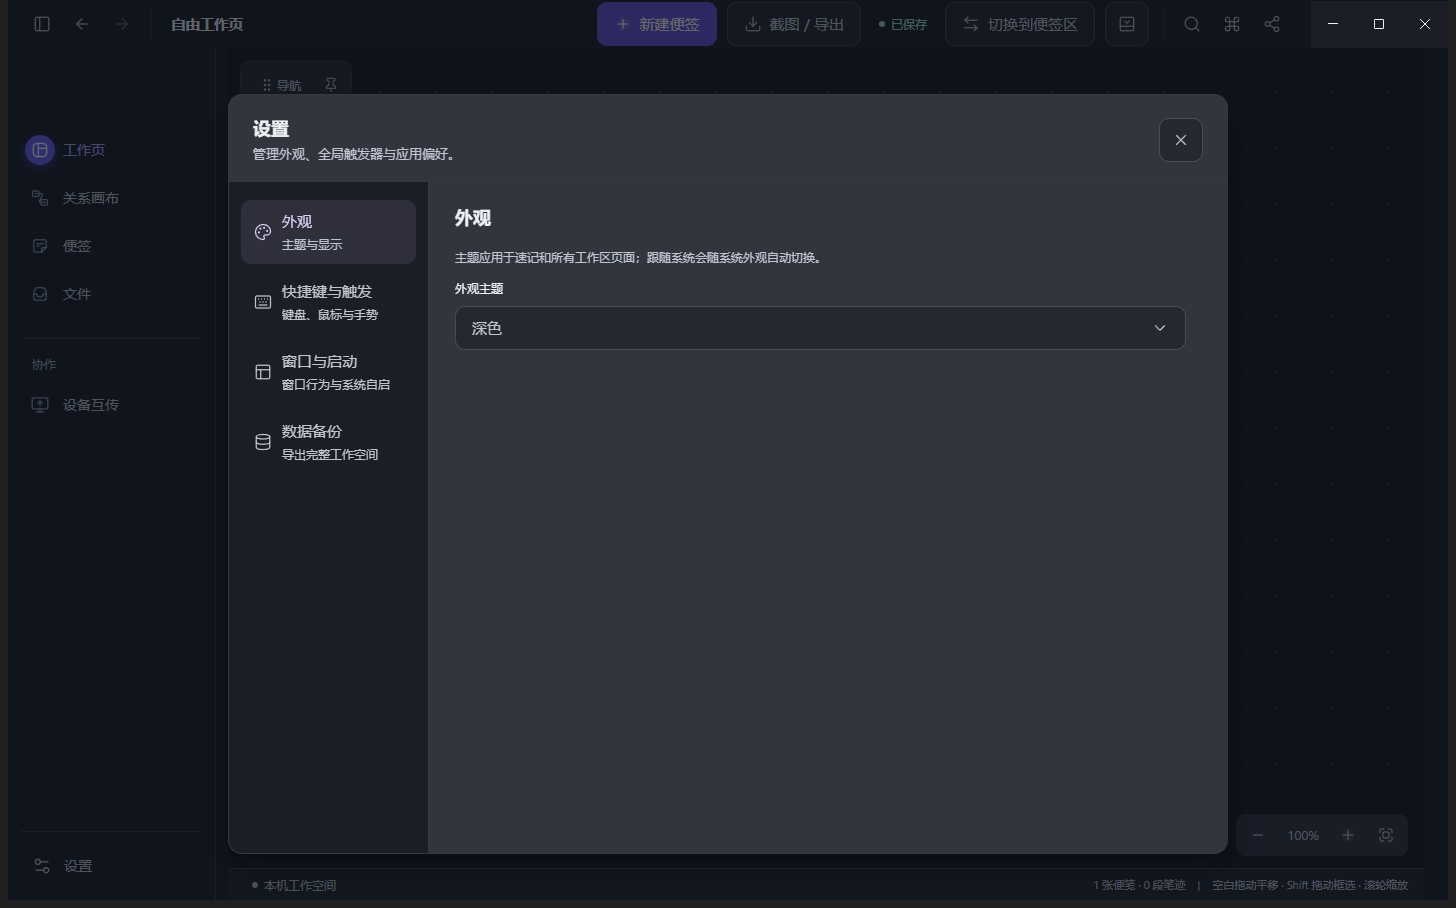 自由工作页
新建便签
截图 / 导出
已保存
切换到便签区
导航
工作页
关系画布
便签
文件
协作
设备互传
设置
设置
管理外观、全局触发器与应用偏好。
外观
主题与显示
快捷键与触发
键盘、鼠标与手势
窗口与启动
窗口行为与系统自启
数据备份
导出完整工作空间
外观
主题应用于速记和所有工作区页面；跟随系统会随系统外观自动切换。
外观主题
深色
100%
本机工作空间
1 张便笺 · 0 段笔迹 | 空白拖动平移 · Shift 拖动框选 · 滚轮缩放